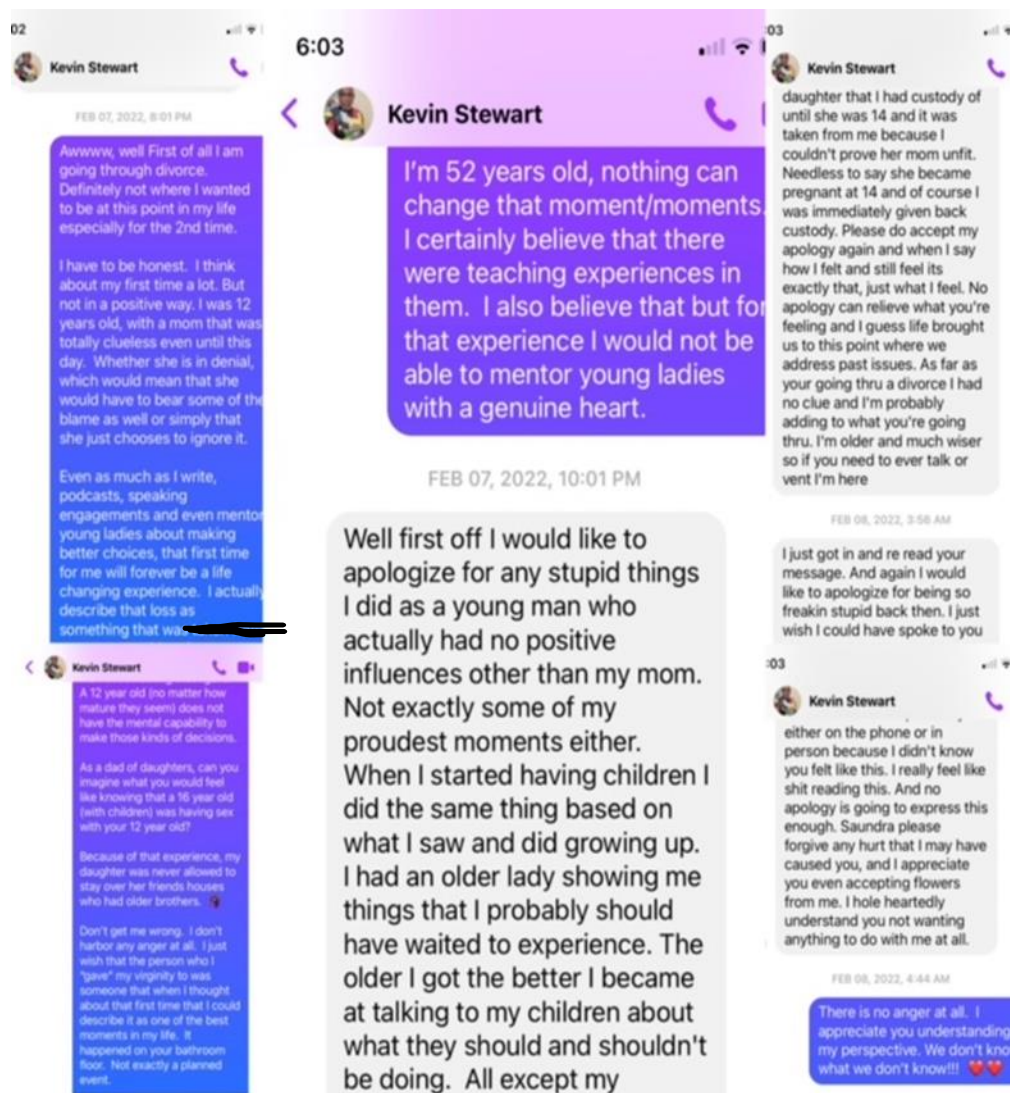 02
Kevin Stewart
FEB 07, 2022, 8:01 PM
Awwww, well First of all I am
going through divorce.
Definitely not where I wanted
to be at this point in my life
especially for the 2nd time.
I have to be honest. I think
about my first time a lot. But
not in a positive way. I was 12
years old, with a mom that was
totally clueless even until this
day. Whether she is in denial,
which would mean that she
would have to bear some of the
blame as well or simply that
she just chooses to ignore it.
Even as much as I write,
podcasts, speaking
engagements and even mentor
young ladies about making
better choices, that first time
for me will forever be a life
changing experience. I actually
describe that loss as
something that was
Kevin Stewart
A 12 year old (no matter how
mature they seem) does not
have the mental capability to
make those kinds of decisions.
As a dad of daughters, can you
imagine what you would feel
like knowing that a 16 year old
(with children) was having sex
with your 12 year old?
Because of that experience, my
daughter was never allowed to
stay over her friends houses
who had older brothers.
Don't get me wrong. I don't
harbor any anger at all. I just
wish that the person who I
"gave" my virginity to was
someone that when I thought
about that first time that I could
describe it as one of the best
moments in my life. It
happened on your bathroom
floor. Not exactly a planned
event.
6:03
Kevin Stewart
I'm 52 years old, nothing can
change that moment/moments.
I certainly believe that there
were teaching experiences in
them. I also believe that but for
that experience I would not be
able to mentor young ladies
with a genuine heart.
FEB 07, 2022, 10:01 PM
Well first off I would like to
apologize for any stupid things
I did as a young man who
actually had no positive
influences other than my mom.
Not exactly some of my
proudest moments either.
When I started having children I
did the same thing based on
what I saw and did growing up.
I had an older lady showing me
things that I probably should
have waited to experience. The
older I got the better I became
at talking to my children about
what they should and shouldn't
be doing. All except my
:03
Kevin Stewart
daughter that I had custody of
until she was 14 and it was
taken from me because I
couldn't prove her mom unfit.
Needless to say she became
pregnant at 14 and of course I
was immediately given back
custody. Please do accept my
apology again and when I say
how I felt and still feel its
exactly that, just what I feel. No
apology can relieve what you're
feeling and I guess life brought
us to this point where we
address past issues. As far as
your going thru a divorce I had
no clue and I'm probably
adding to what you're going
thru. I'm older and much wiser
so if you need to ever talk or
vent I'm here
FEB 08, 2022, 3:56 AM
I just got in and re read your
message. And again I would
like to apologize for being so
freakin stupid back then. I just
wish I could have spoke to you
:03
Kevin Stewart
either on the phone or in
person because I didn't know
you felt like this. I really feel like
shit reading this. And no
apology is going to express this
enough. Saundra please
forgive any hurt that I may have
caused you, and I appreciate
you even accepting flowers
from me. I hole heartedly
understand you not wanting
anything to do with me at all.
FEB 08, 2022, 4:44 AM
There is no anger at all. I
appreciate you understanding
my perspective. We don't kno
what we don't know!!!